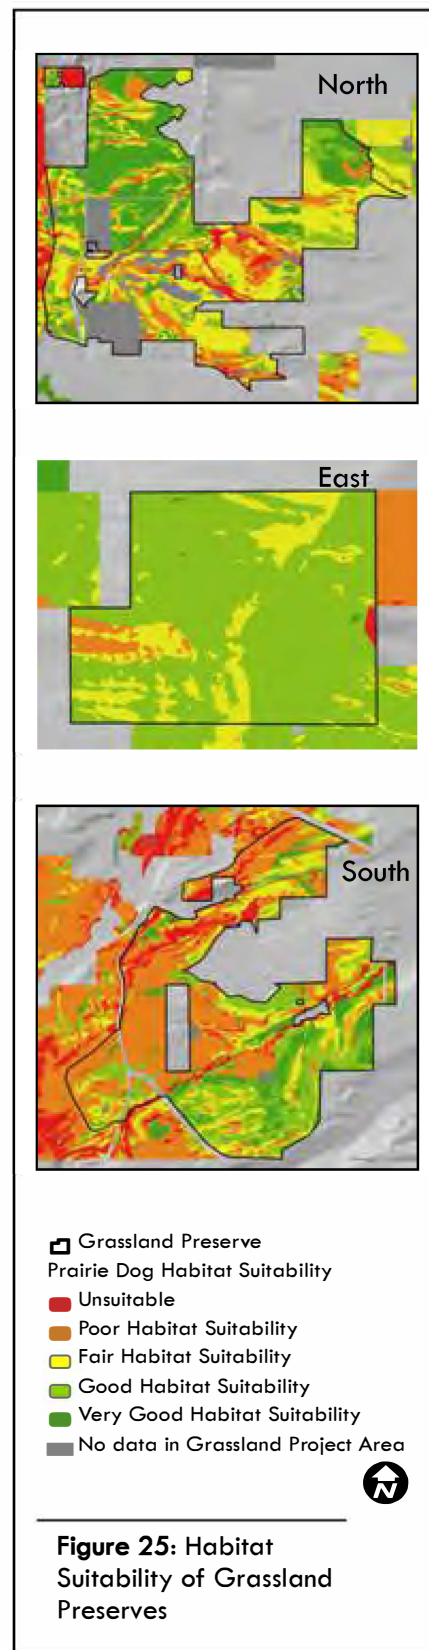 North
East
South
Grassland Preserve
Prairie Dog Habitat Suitability
Unsuitable
Poor Habitat Suitability
Fair Habitat Suitability
Good Habitat Suitability
Very Good Habitat Suitability
No data in Grassland Project Area
N
Figure 25: Habitat
Suitability of Grassland
Preserves